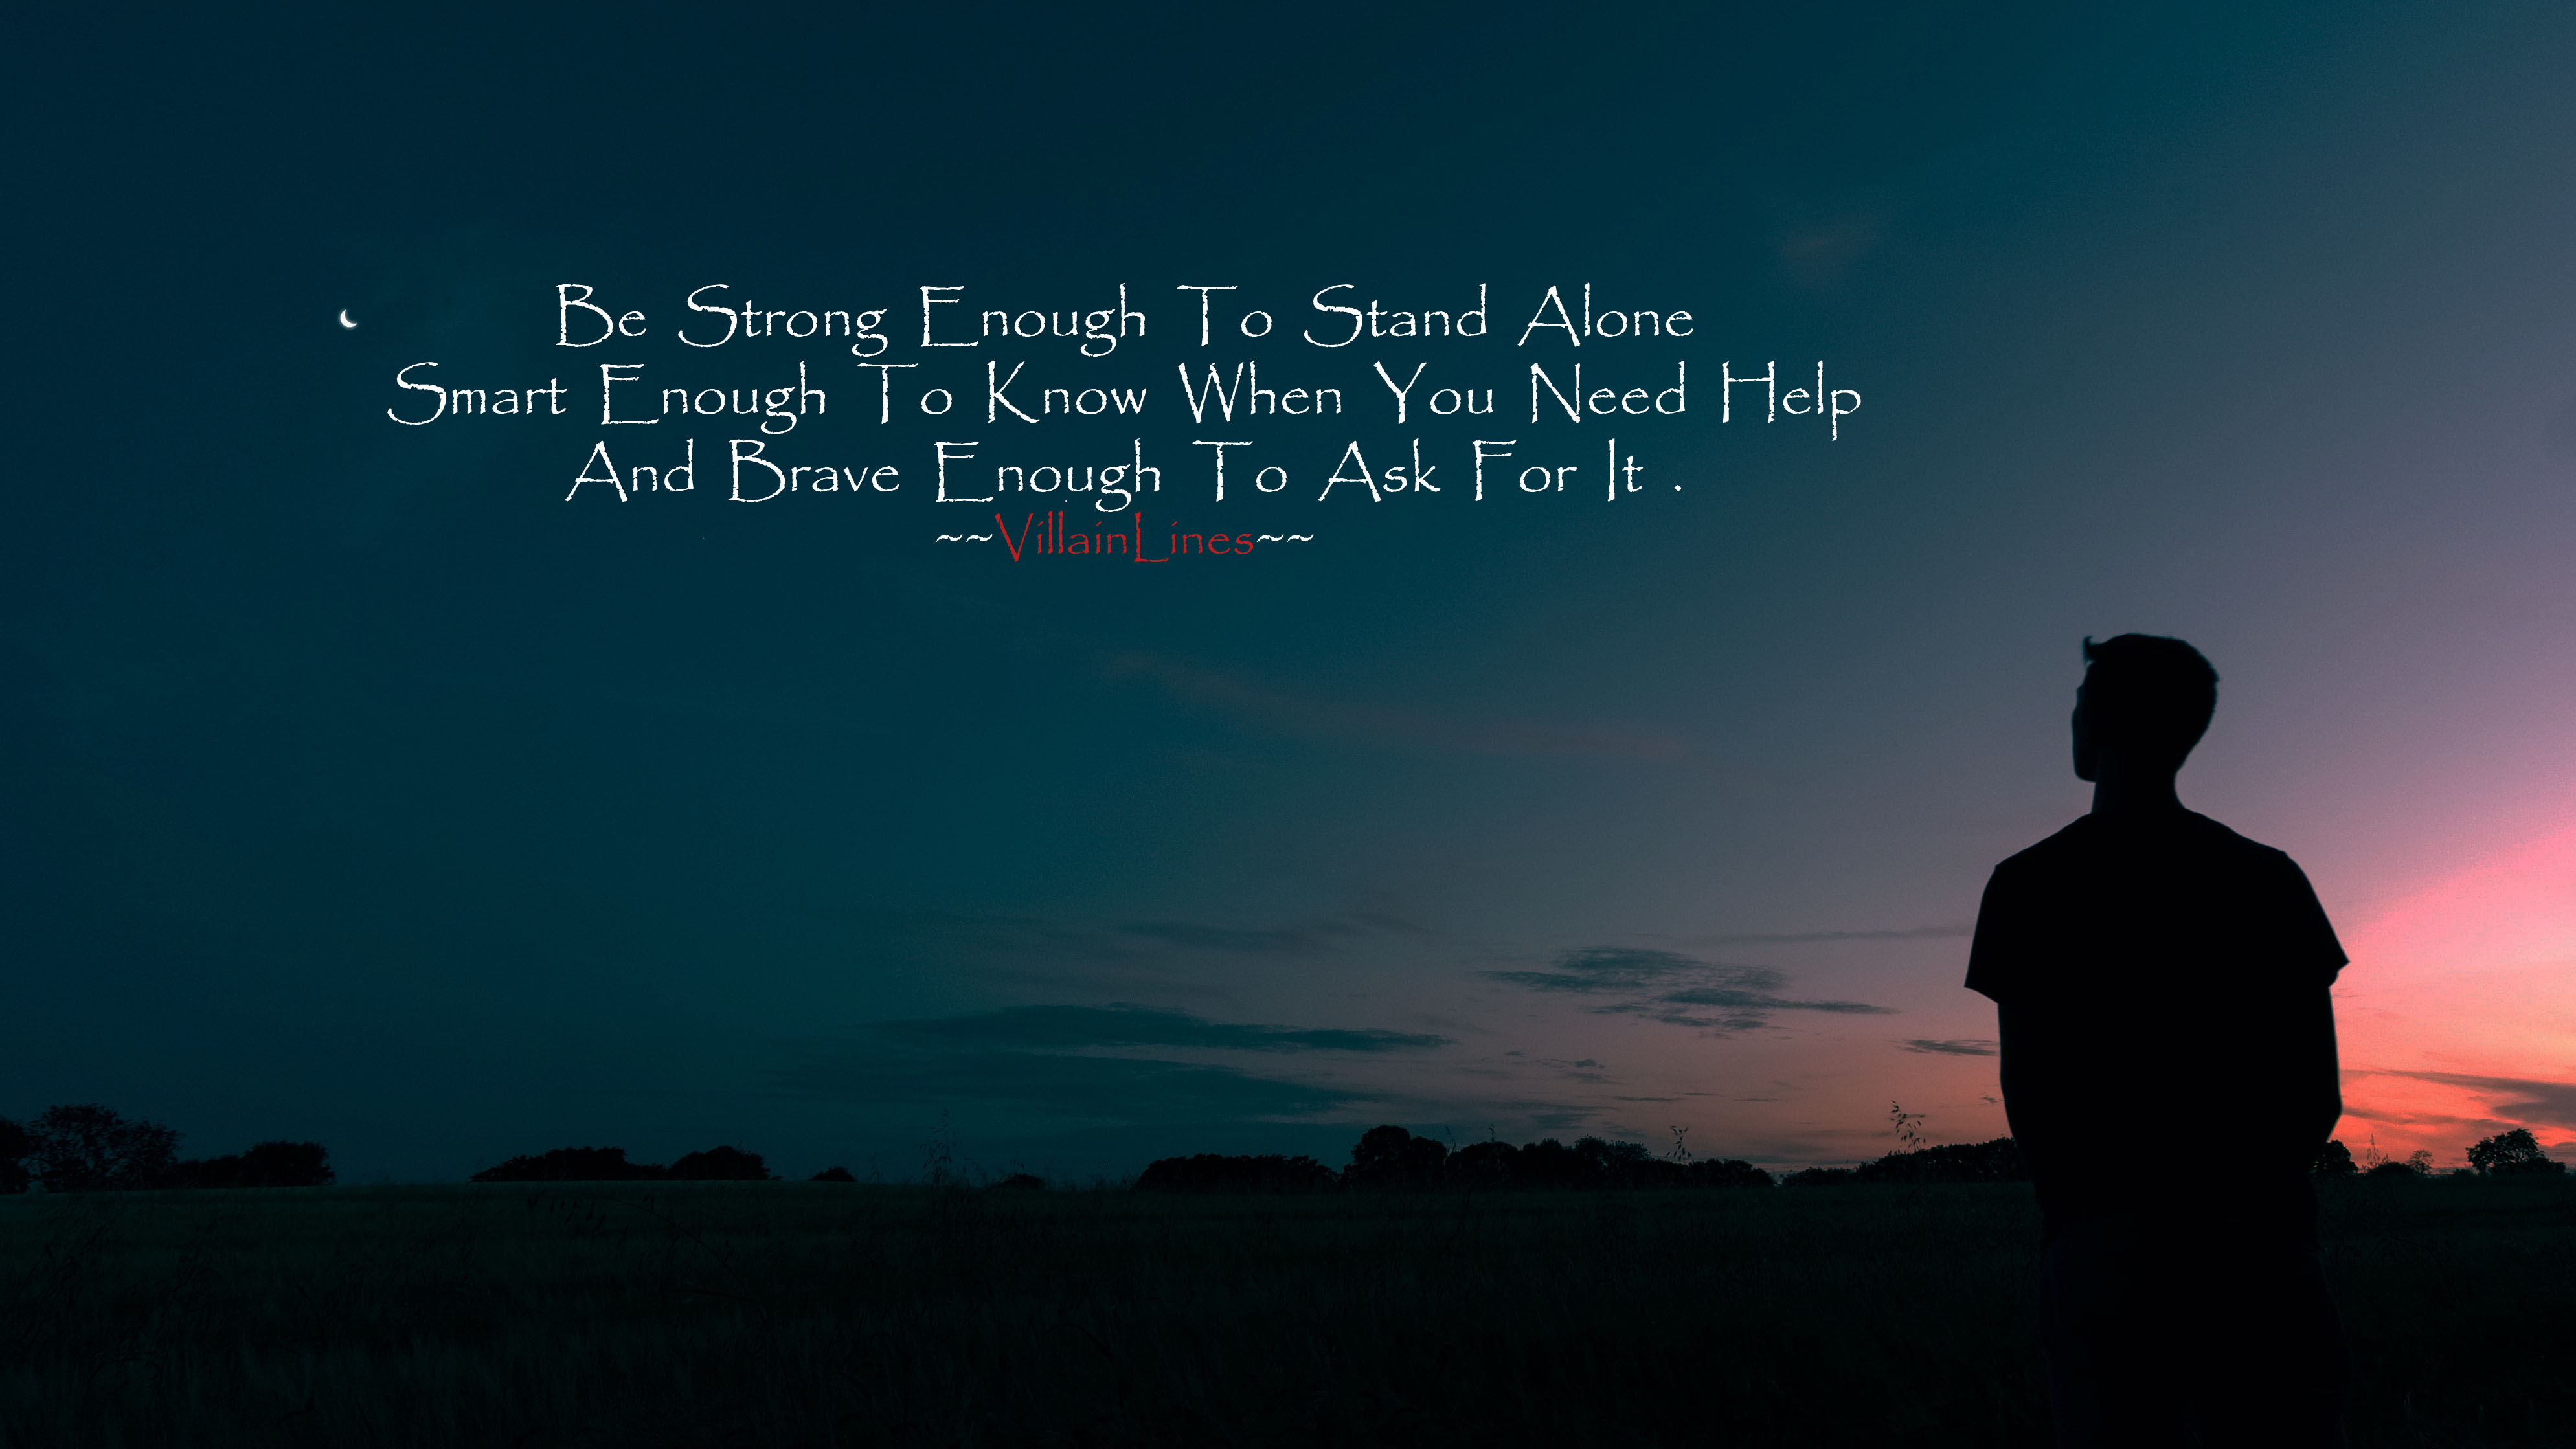 Be Strong Enough To Stand Alone
Smart Enough To Know When You Need Help
And Brave Enough To Ask For It .
~~VillainLines~~